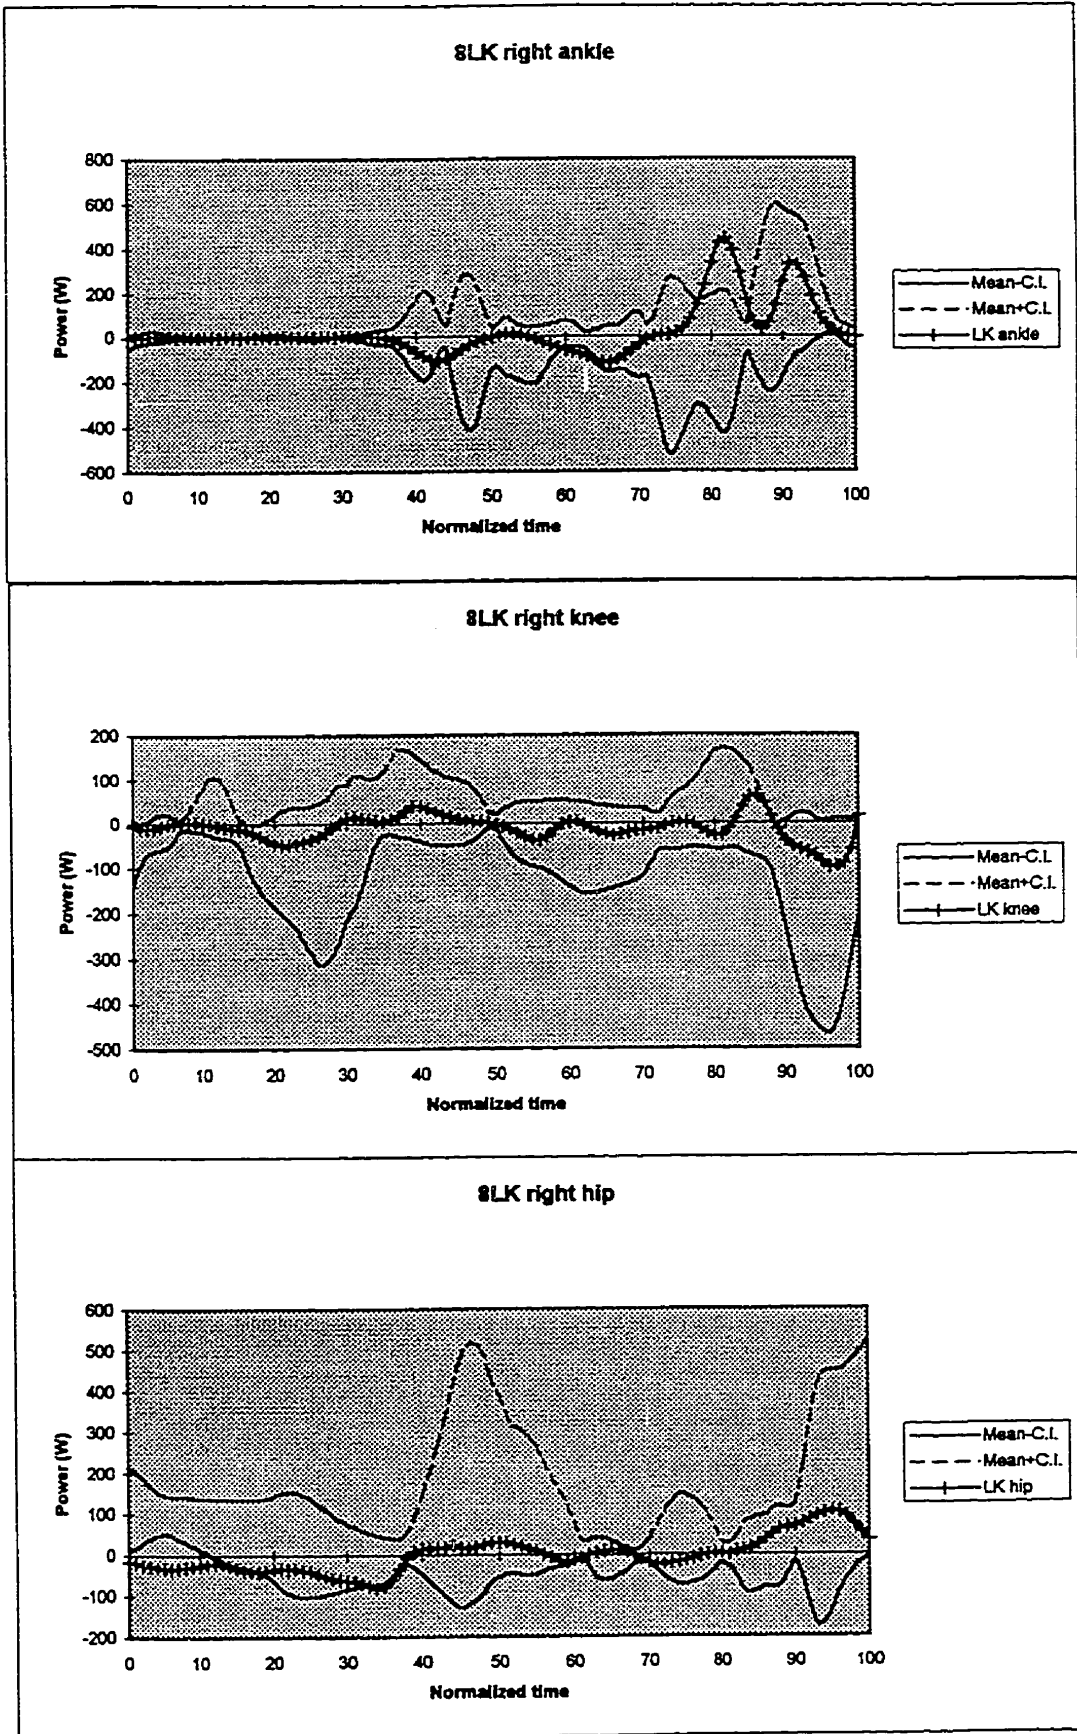 8LK right ankle
800
600
400
200
0
-200
-400
-600
Power (W)
0 10 20 30 40 50 60 70 80 90 100
Normalized time
Mean-C.I.
Mean+C.I.
LK ankle
8LK right knee
200
100
0
-100
-200
-300
-400
-500
Power (W)
0 10 20 30 40 50 60 70 80 90 100
Normalized time
Mean-C.I.
Mean+C.I.
LK knee
8LK right hip
600
500
400
300
200
100
0
-100
-200
Power (W)
0 10 20 30 40 50 60 70 80 90 100
Normalized time
Mean-C.I.
Mean+C.I.
LK hip